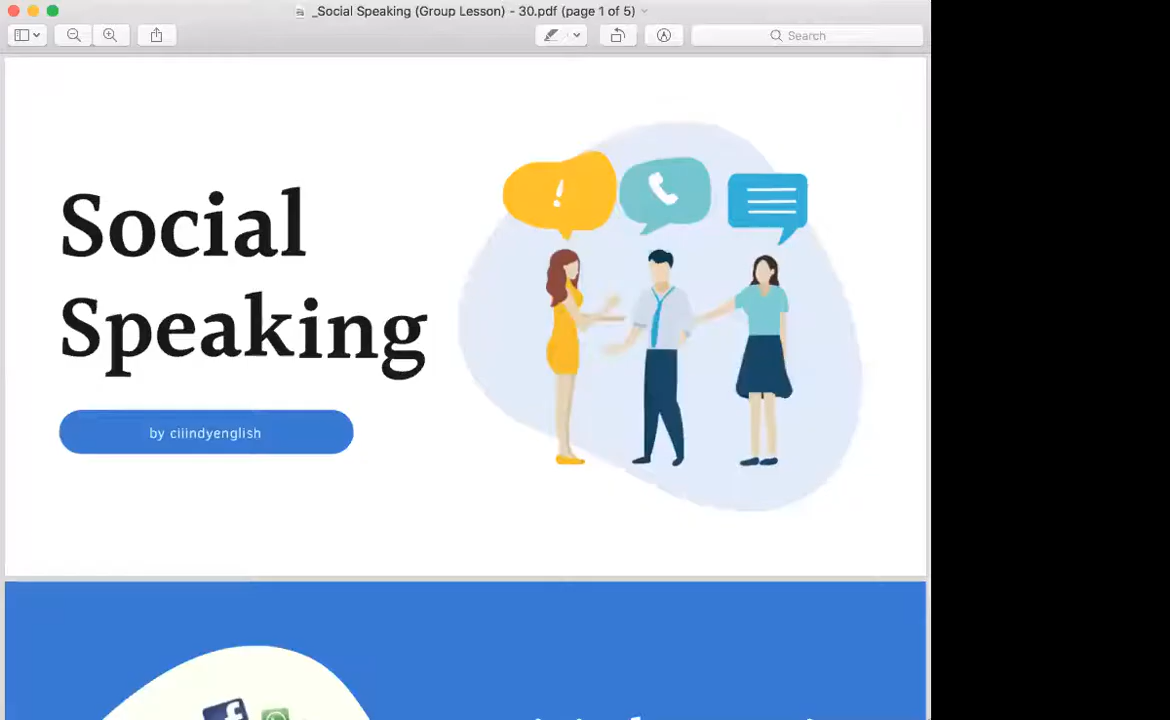 _Social Speaking (Group Lesson) - 30.pdf (page 1 of 5)
Search
Social
Speaking
by ciiindyenglish